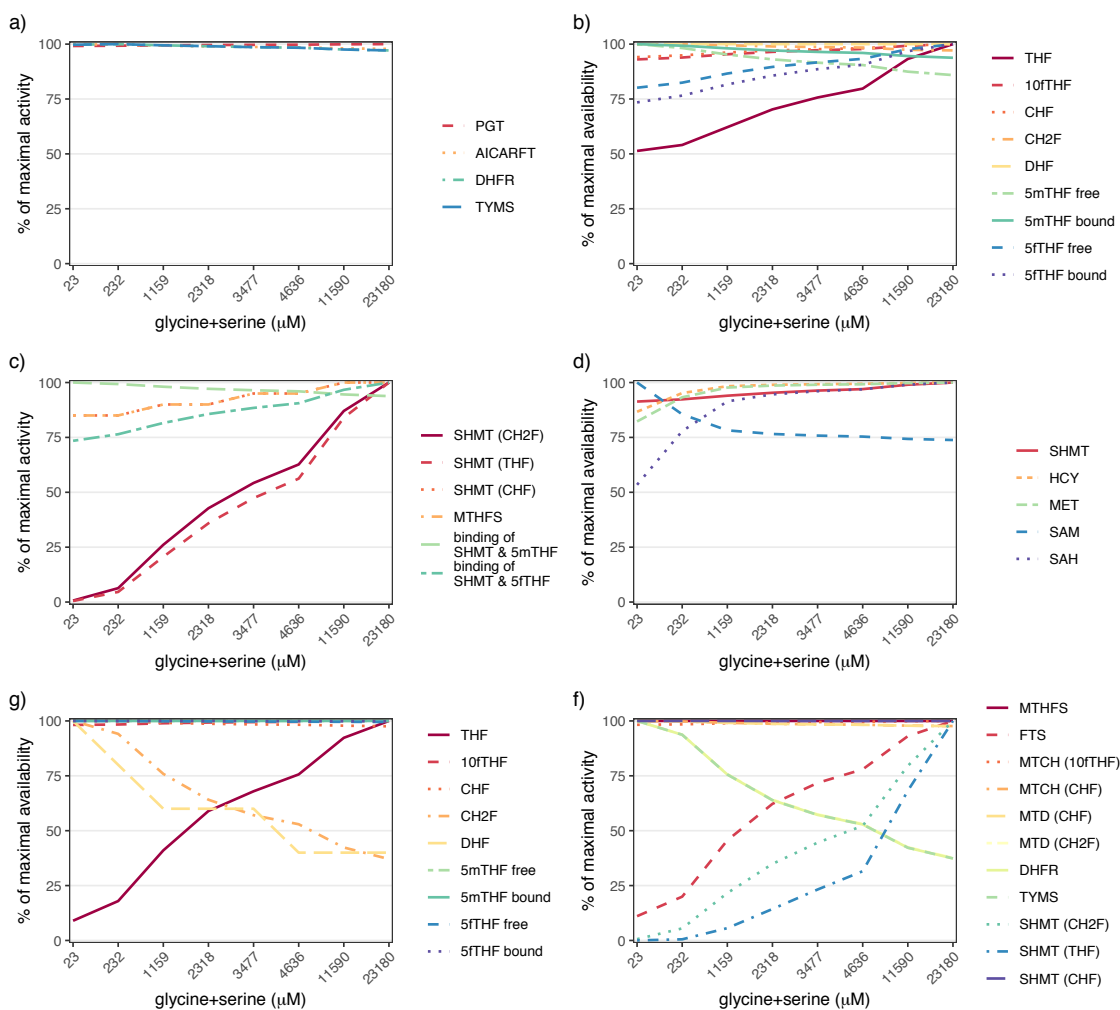 a)
% of maximal activity
100
75
50
25
0
23
232
1159
2318
3477
4636
11590
23180
glycine+serine (μM)
PGT
AICARFT
DHFR
TYMS
b)
% of maximal availability
100
75
50
25
0
23
232
1159
2318
3477
4636
11590
23180
glycine+serine (μM)
THF
10fTHF
CHF
CH2F
DHF
5mTHF free
5mTHF bound
5fTHF free
5fTHF bound
c)
% of maximal activity
100
75
50
25
0
23
232
1159
2318
3477
4636
11590
23180
glycine+serine (μM)
SHMT (CH2F)
SHMT (THF)
SHMT (CHF)
MTHFS
binding of
SHMT & 5mTHF
binding of
SHMT & 5fTHF
d)
% of maximal availability
100
75
50
25
0
23
232
1159
2318
3477
4636
11590
23180
glycine+serine (μM)
SHMT
HCY
MET
SAM
SAH
g)
% of maximal availability
100
75
50
25
0
23
232
1159
2318
3477
4636
11590
23180
glycine+serine (μM)
THF
10fTHF
CHF
CH2F
DHF
5mTHF free
5mTHF bound
5fTHF free
5fTHF bound
f)
% of maximal activity
100
75
50
25
0
23
232
1159
2318
3477
4636
11590
23180
glycine+serine (μM)
MTHFS
FTS
MTCH (10fTHF)
MTCH (CHF)
MTD (CHF)
MTD (CH2F)
DHFR
TYMS
SHMT (CH2F)
SHMT (THF)
SHMT (CHF)